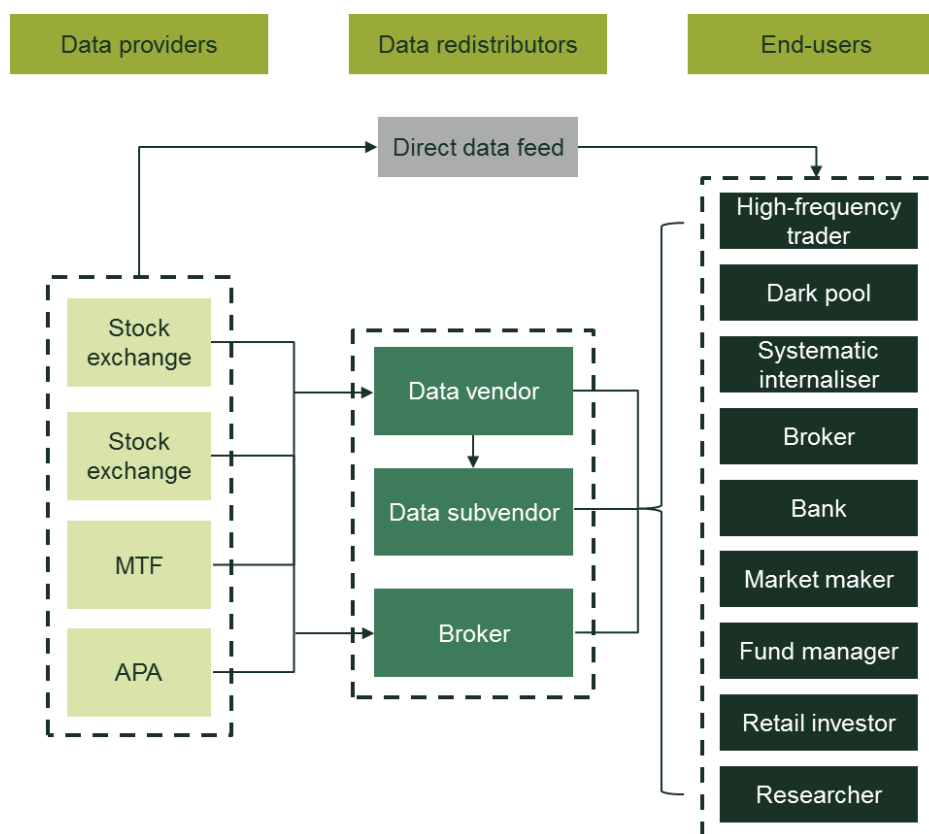 Data providers
Data redistributors
End-users
Direct data feed
Stock
exchange
Stock
exchange
MTF
APA
Data vendor
Data subvendor
Broker
High-frequency
trader
Dark pool
Systematic
internaliser
Broker
Bank
Market maker
Fund manager
Retail investor
Researcher